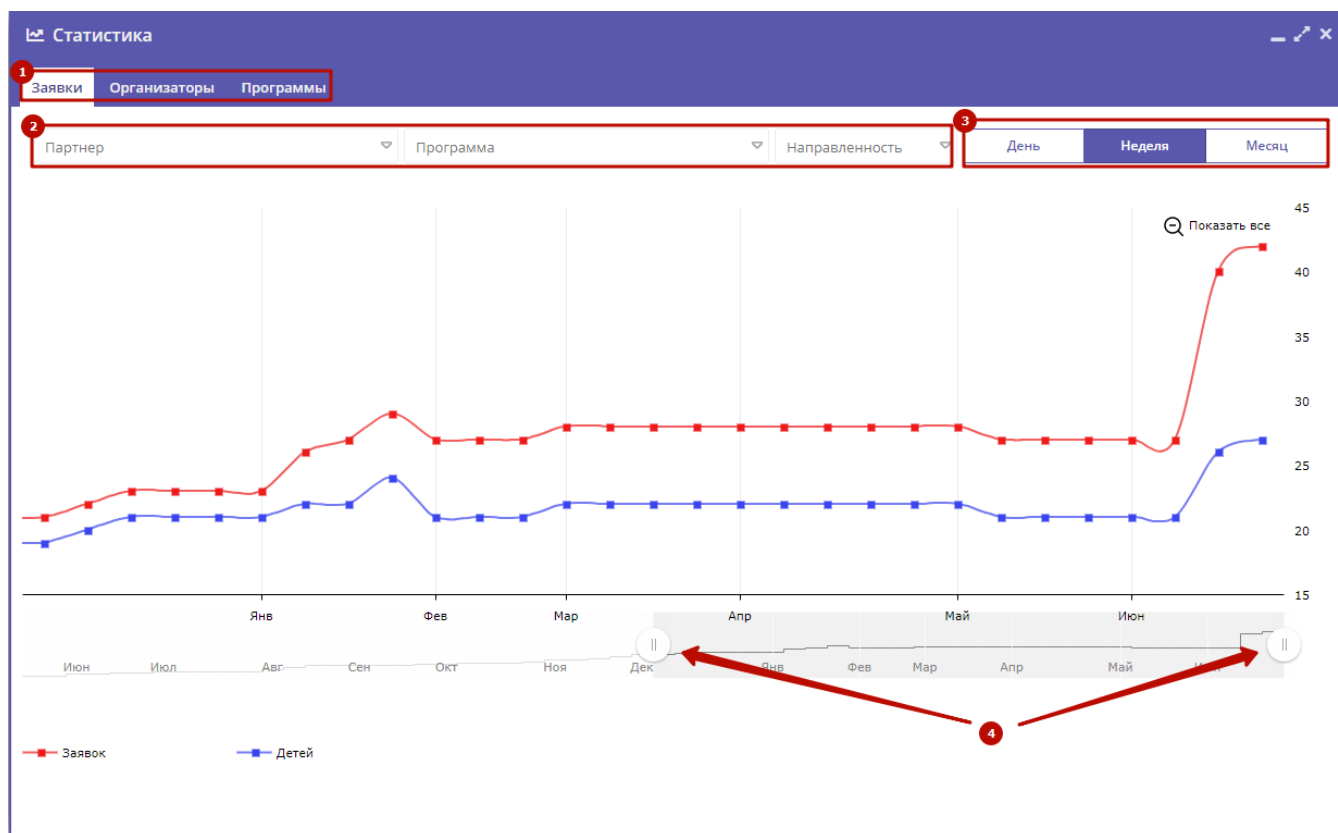 Статистика
1
Заявки Организаторы Программы
2
3
Партнер Программа Направленность День Неделя Месяц
45
Показать все
40
35
30
25
20
15
Янв Фев Мар Апр Май Июн
Июн Июл Авг Сен Окт Ноя Дек Янв Фев Мар Апр Май
4
Заявок Детей